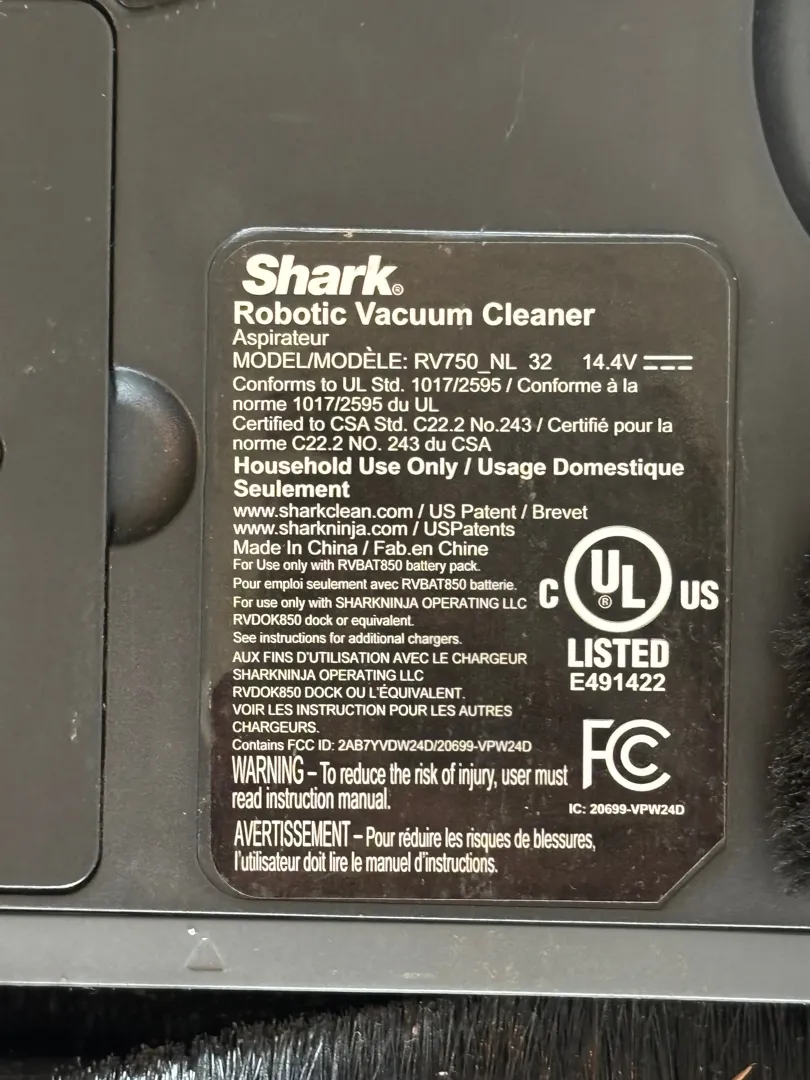 Shark®
Robotic Vacuum Cleaner
Aspirateur
MODEL/MODÈLE: RV750_NL 32 14.4V
Conforms to UL Std. 1017/2595 / Conforme à la
norme 1017/2595 du UL
Certified to CSA Std. C22.2 No.243 / Certifié pour la
norme C22.2 NO. 243 du CSA
Household Use Only / Usage Domestique
Seulement
www.sharkclean.com / US Patent / Brevet
www.sharkninja.com / USPatents
Made In China / Fab.en Chine
For Use only with RVBAT850 battery pack.
Pour emploi seulement avec RVBAT850 batterie.
For use only with SHARKNINJA OPERATING LLC
RVDOK850 dock or equivalent.
See instructions for additional chargers.
AUX FINS D'UTILISATION AVEC LE CHARGEUR
SHARKNINJA OPERATING LLC
RVDOK850 DOCK OU L'ÉQUIVALENT.
VOIR LES INSTRUCTION POUR LES AUTRES
CHARGEURS.
Contains FCC ID: 2AB7YVDW24D/20699-VPW24D
WARNING – To reduce the risk of injury, user must
read instruction manual.
AVERTISSEMENT – Pour réduire les risques de blessures,
l'utilisateur doit lire le manuel d'instructions.
C UL® US
LISTED
E491422
FC
IC: 20699-VPW24D